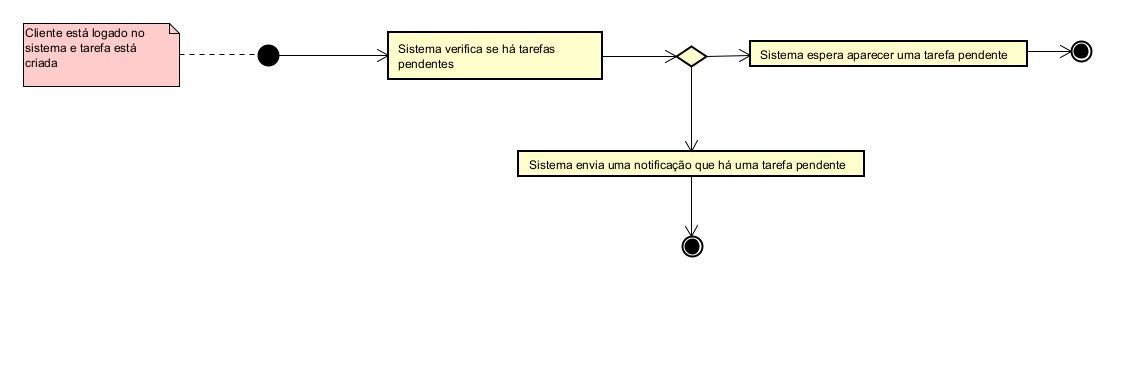 Cliente está logado no
sistema e tarefa está
criada
Sistema verifica se há tarefas
pendentes
Sistema espera aparecer uma tarefa pendente
Sistema envia uma notificação que há uma tarefa pendente